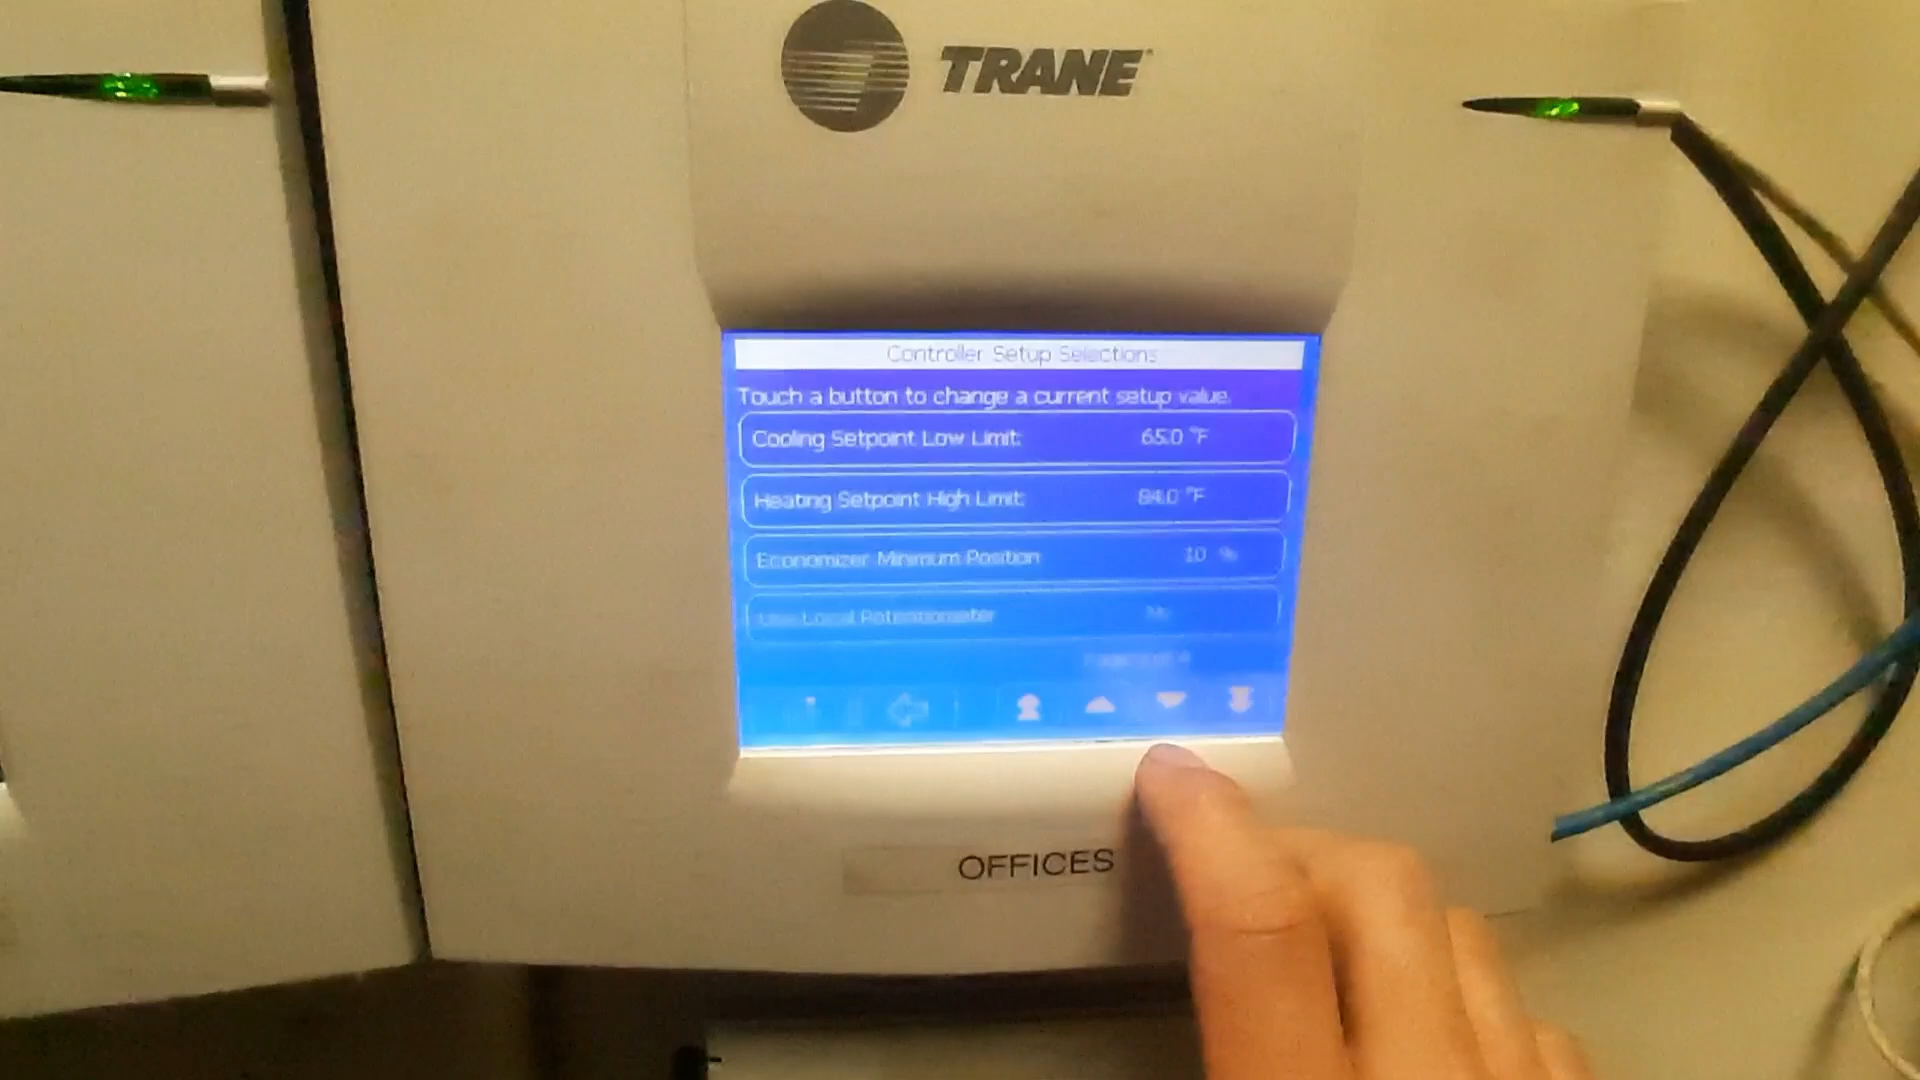 TRANE
Controller Setup Selections
Touch a button to change a current setup value.
Cooling Setpoint Low Limit: 65.0 °F
Heating Setpoint High Limit: 84.0 °F
Economizer Minimum Position 10 %
Use Local Potentiometer No
OFFICES